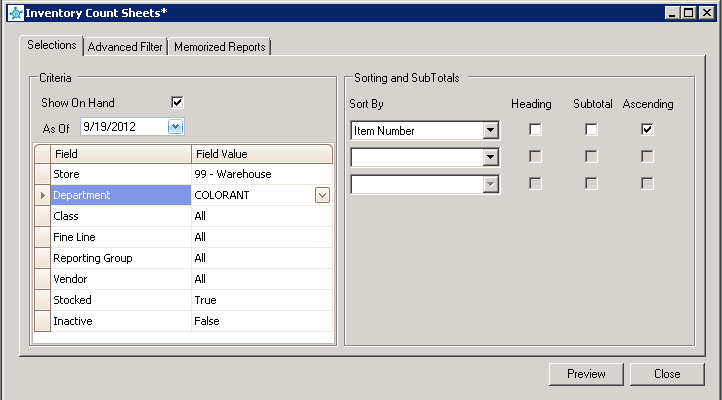 Inventory Count Sheets*
Selections Advanced Filter Memorized Reports
Criteria
Show On Hand
As Of 9/19/2012
Field Field Value
Store 99 - Warehouse
Department COLORANT
Class All
Fine Line All
Reporting Group All
Vendor All
Stocked True
Inactive False
Sorting and SubTotals
Sort By Heading Subtotal Ascending
Item Number
Preview Close